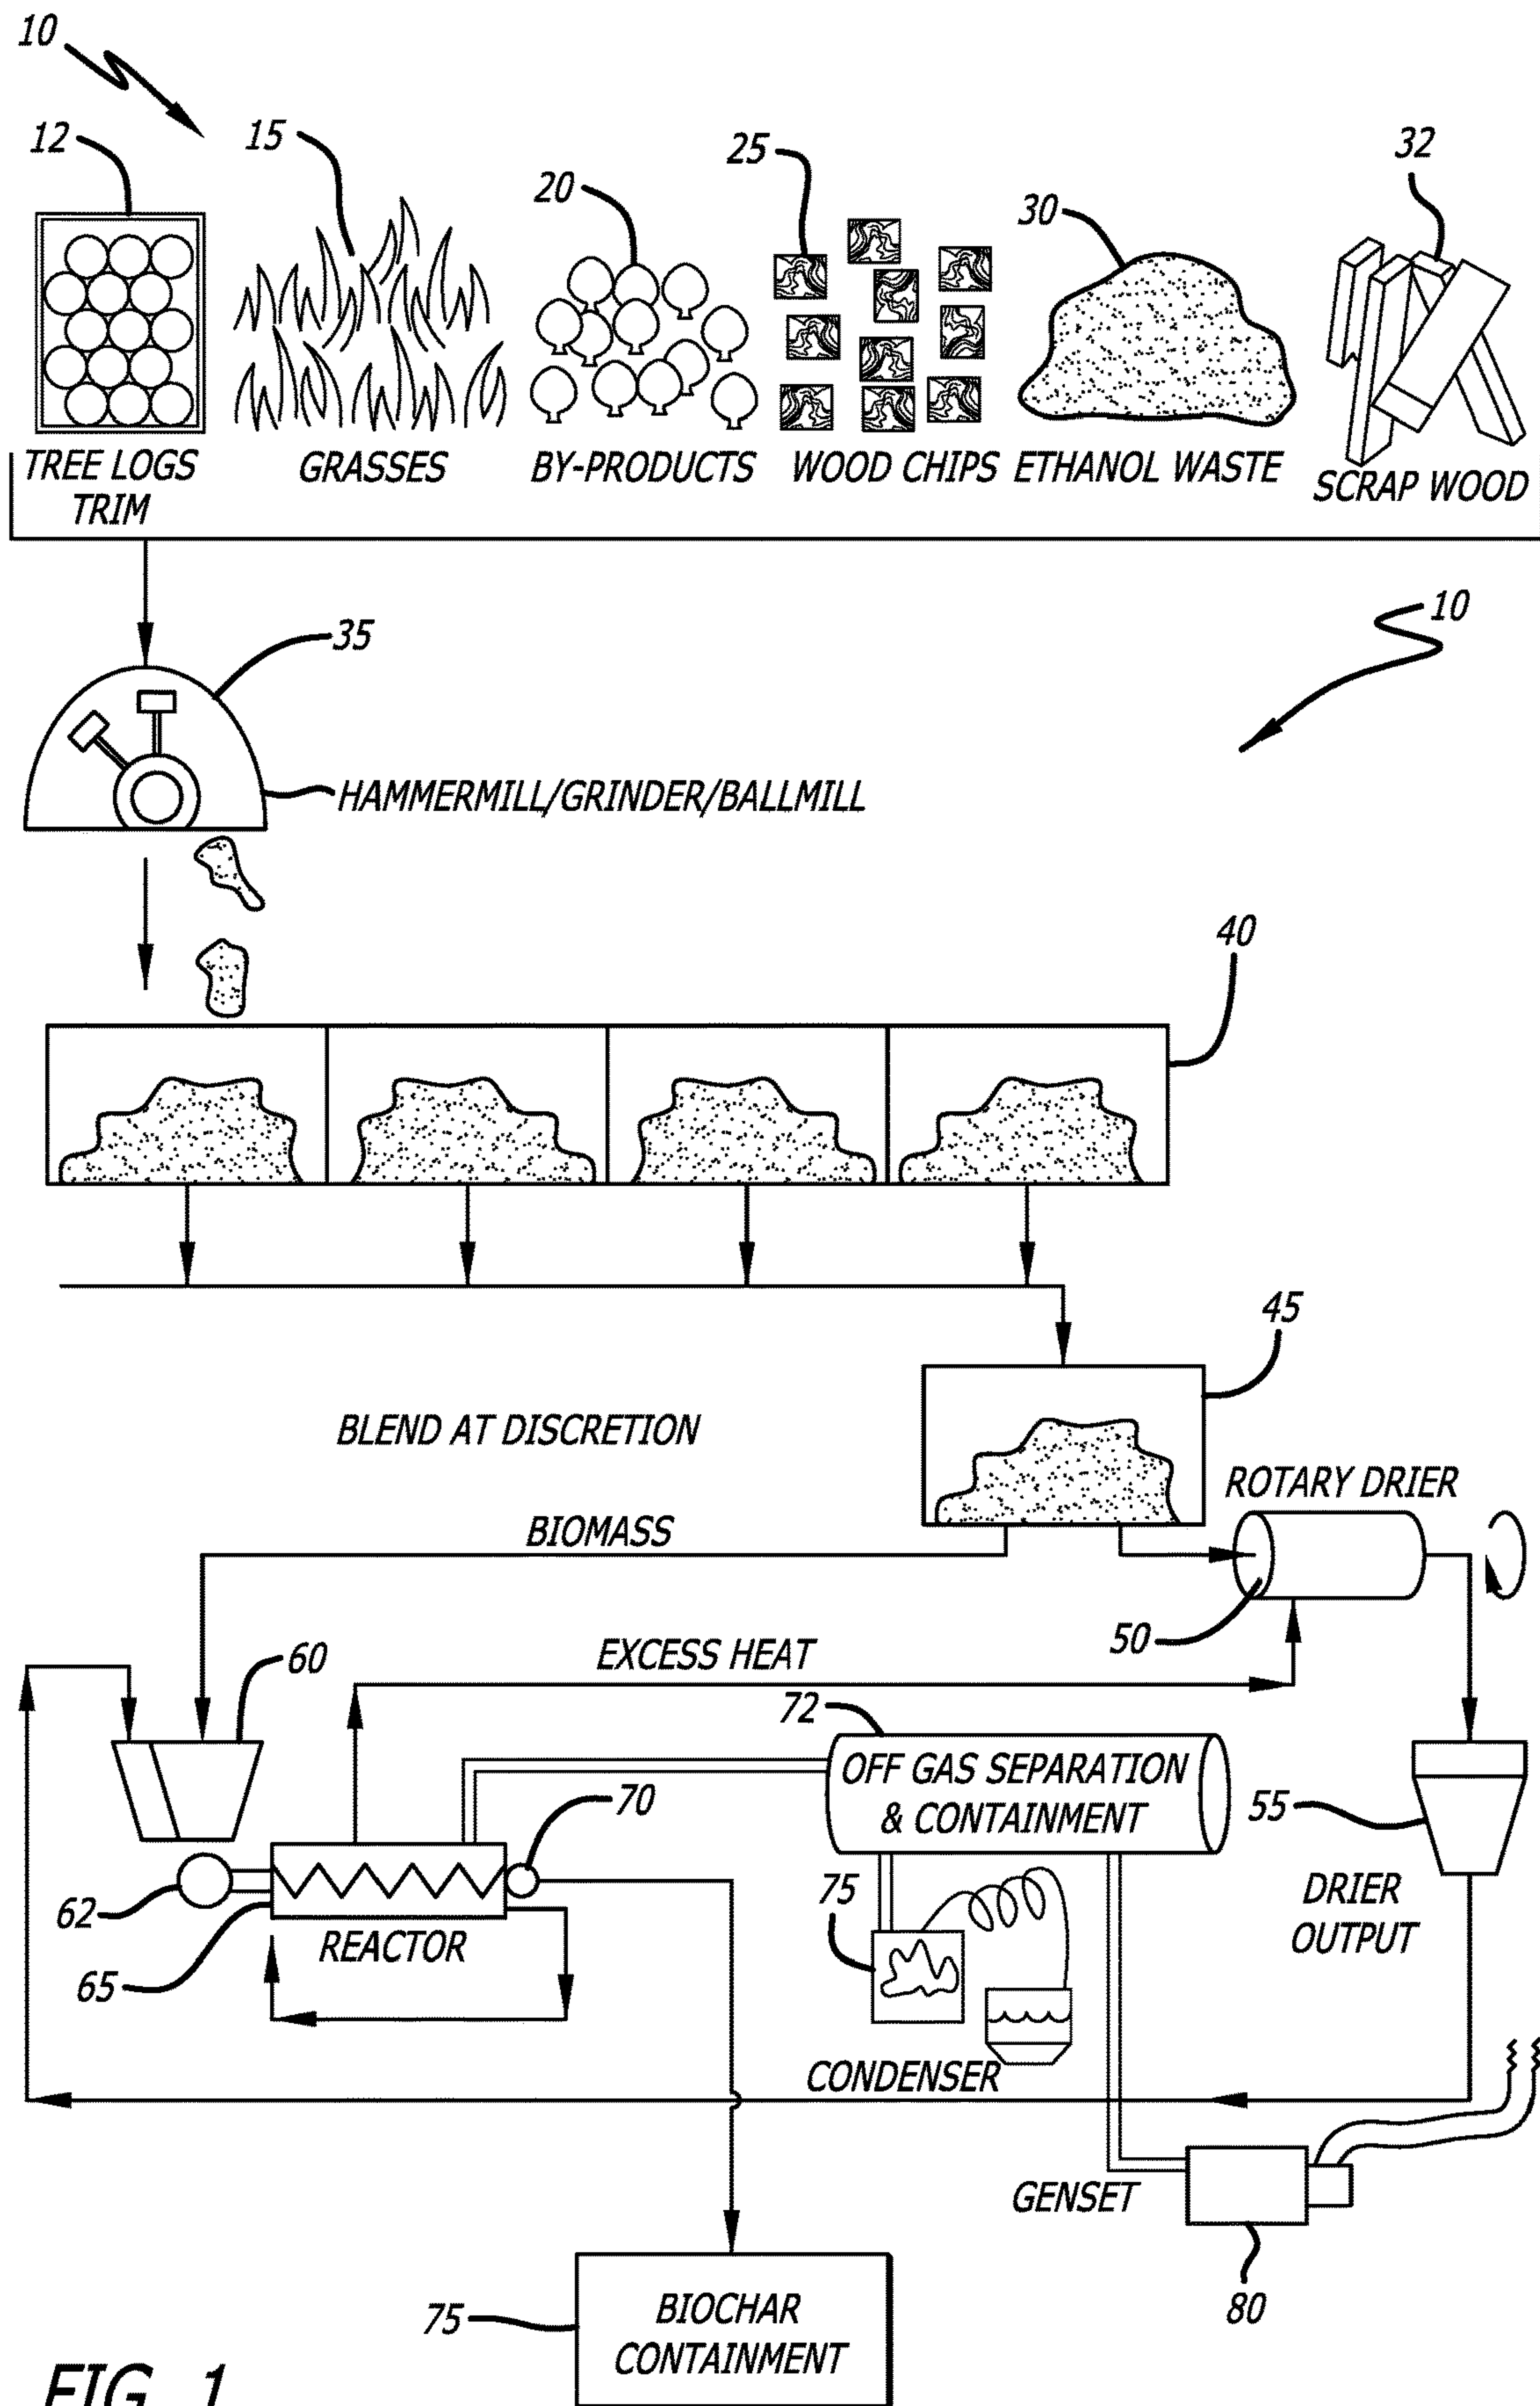 10
12
15
20
25
30
32
TREE LOGS
TRIM
GRASSES
BY-PRODUCTS
WOOD CHIPS
ETHANOL WASTE
SCRAP WOOD
10
35
HAMMERMILL/GRINDER/BALLMILL
40
45
BLEND AT DISCRETION
ROTARY DRIER
BIOMASS
50
EXCESS HEAT
60
72
OFF GAS SEPARATION
& CONTAINMENT
70
55
75
62
DRIER
OUTPUT
REACTOR
65
CONDENSER
GENSET
80
75
BIOCHAR
CONTAINMENT
FIG. 1